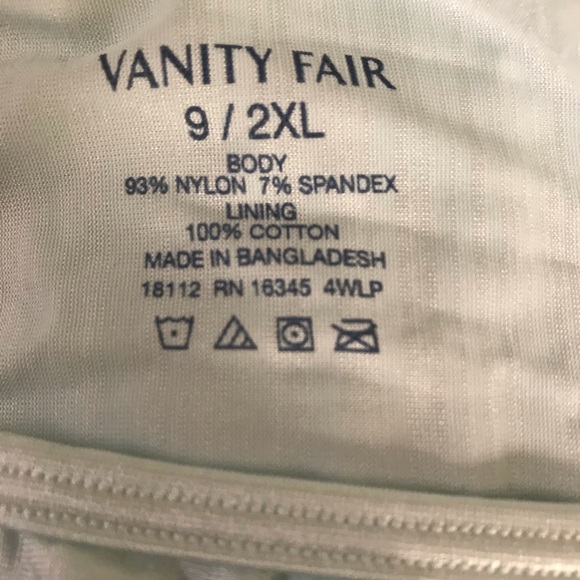 VANITY FAIR
9 / 2XL
BODY
93% NYLON 7% SPANDEX
LINING
100% COTTON
MADE IN BANGLADESH
18112 RN 16345 4WLP